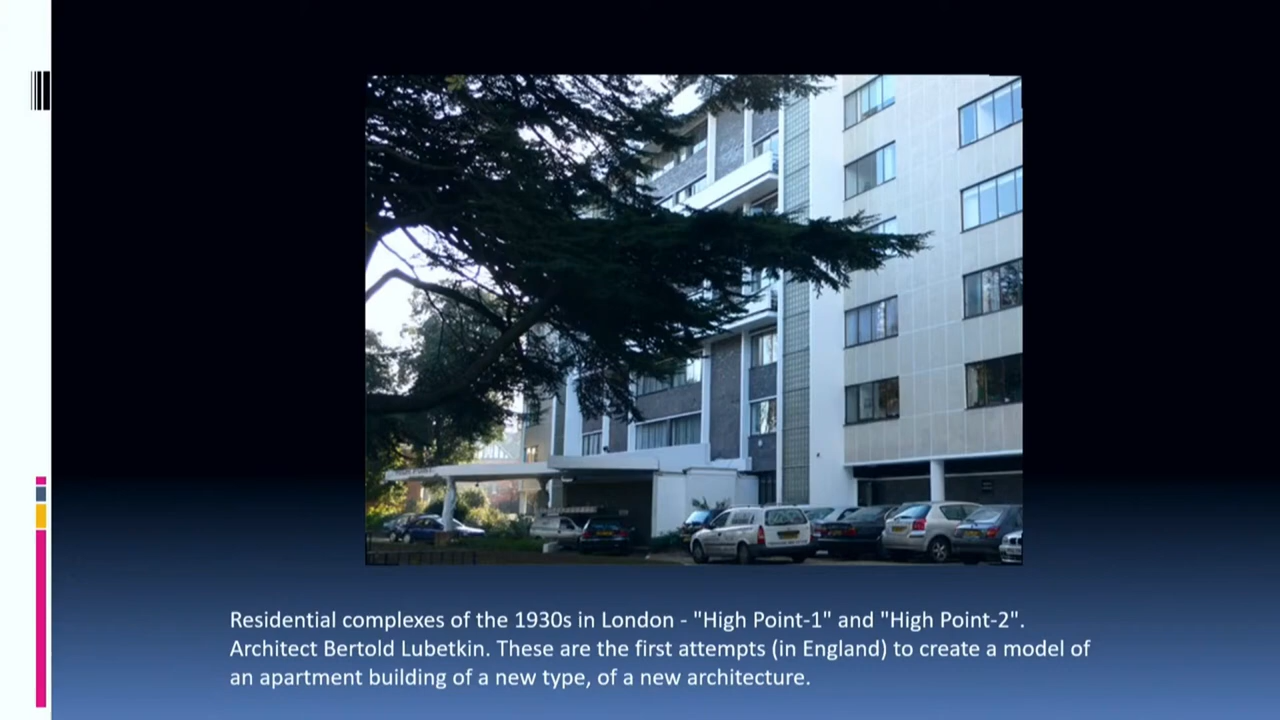 Residential complexes of the 1930s in London - "High Point-1" and "High Point-2".
Architect Bertold Lubetkin. These are the first attempts (in England) to create a model of
an apartment building of a new type, of a new architecture.